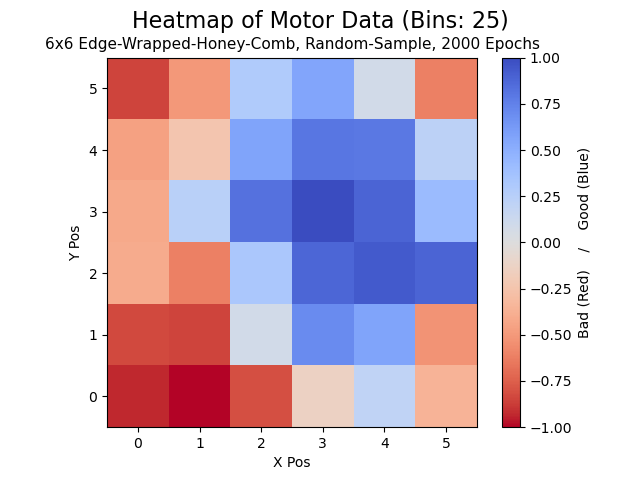 Heatmap of Motor Data (Bins: 25)
6x6 Edge-Wrapped-Honey-Comb, Random-Sample, 2000 Epochs
5
4
3
2
1
0
Y Pos
0 1 2 3 4 5
X Pos
1.00
0.75
0.50
0.25
0.00
−0.25
−0.50
−0.75
−1.00
Bad (Red) / Good (Blue)